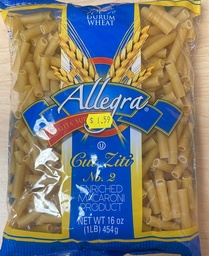 DURUM
WHEAT
Allegra
$1.59
U
Cut Ziti
No. 2
ENRICHED
MACARONI
PRODUCT
NET WT 16 oz
(1LB) 454g